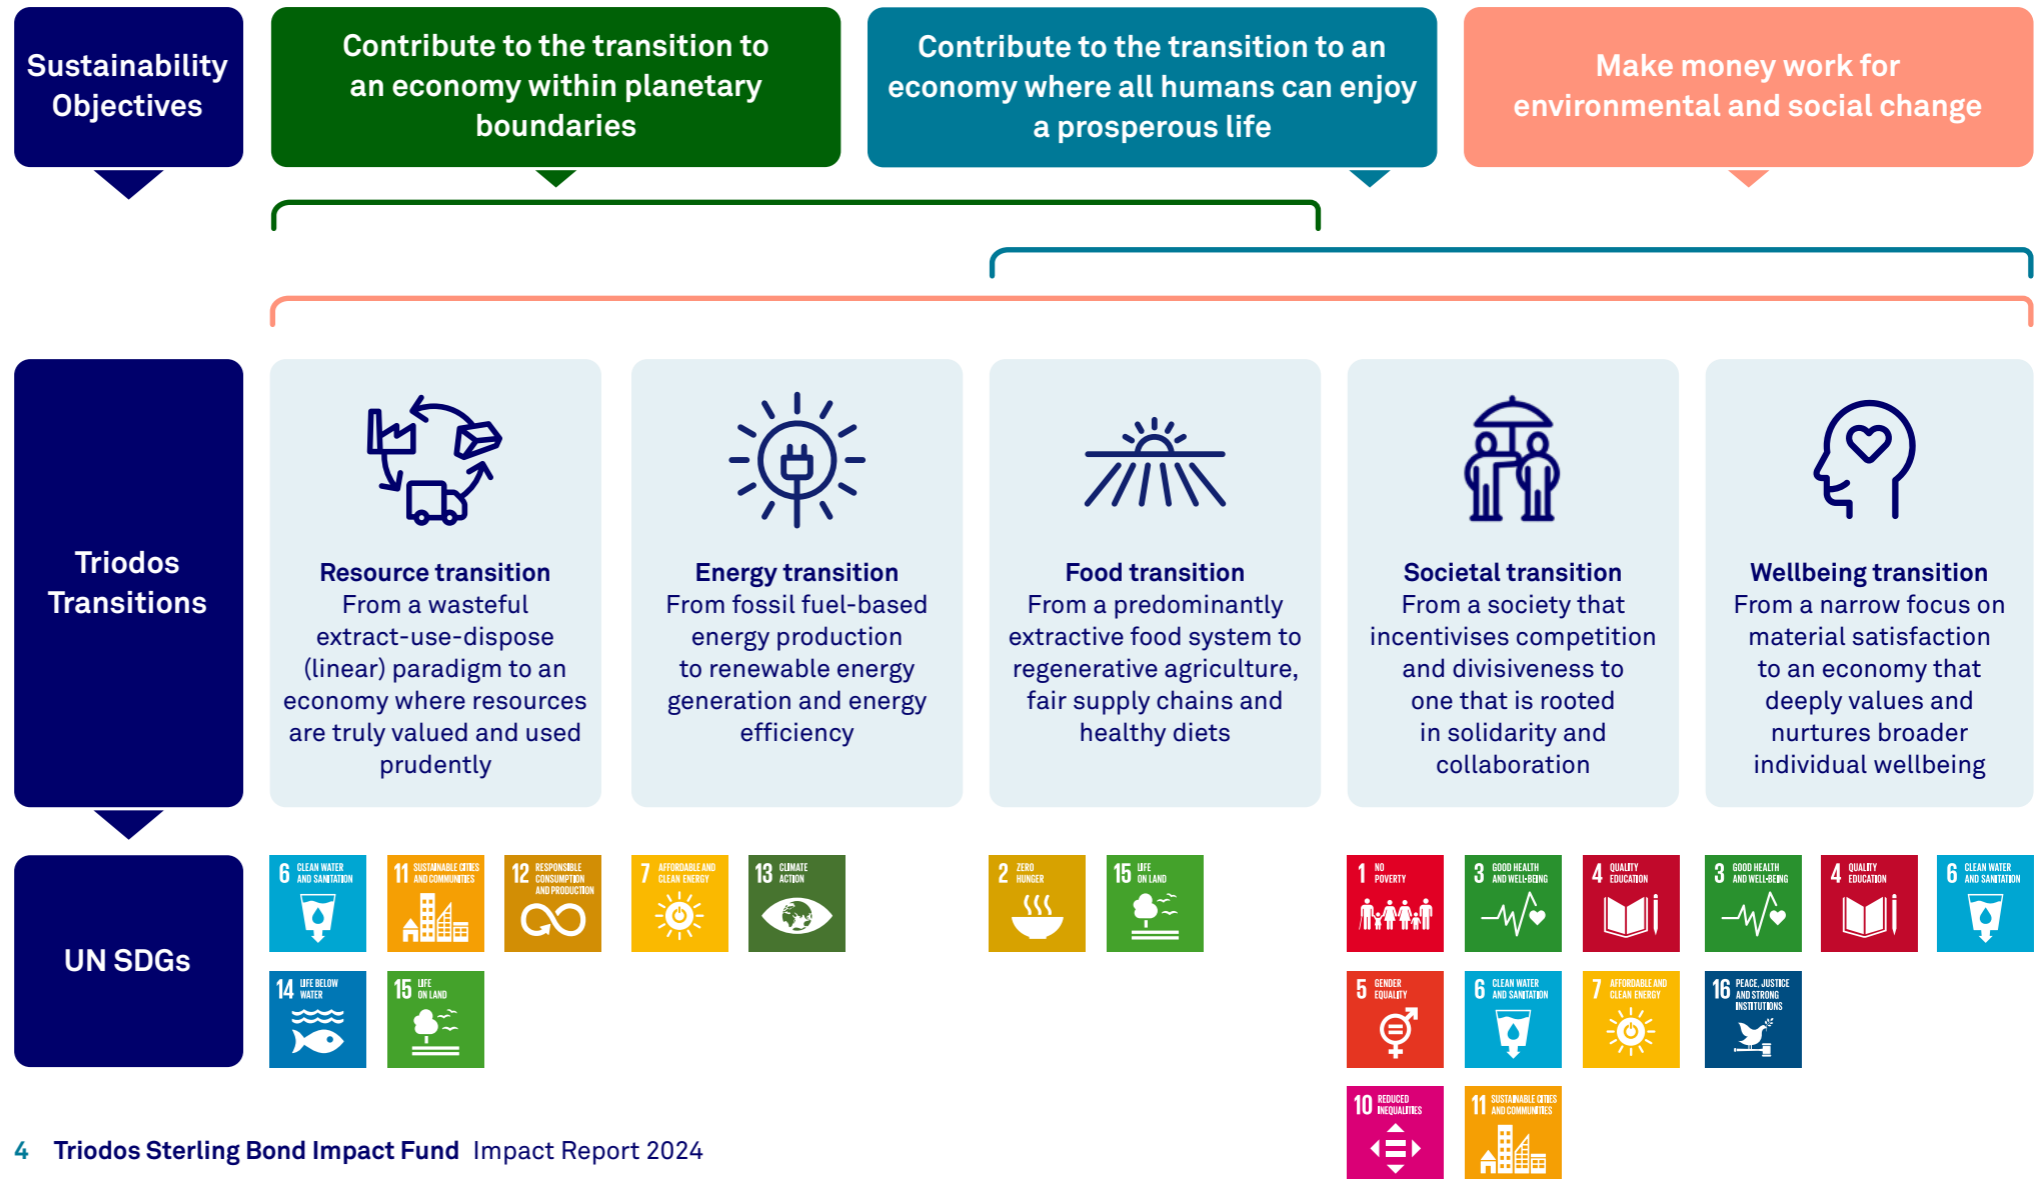 Sustainability
Objectives
Contribute to the transition to
an economy within planetary
boundaries
Contribute to the transition to an
economy where all humans can enjoy
a prosperous life
Make money work for
environmental and social change
Triodos
Transitions
Resource transition
From a wasteful
extract-use-dispose
(linear) paradigm to an
economy where resources
are truly valued and used
prudently
Energy transition
From fossil fuel-based
energy production
to renewable energy
generation and energy
efficiency
Food transition
From a predominantly
extractive food system to
regenerative agriculture,
fair supply chains and
healthy diets
Societal transition
From a society that
incentivises competition
and divisiveness to
one that is rooted
in solidarity and
collaboration
Wellbeing transition
From a narrow focus on
material satisfaction
to an economy that
deeply values and
nurtures broader
individual wellbeing
UN SDGs
6 CLEAN WATER
AND SANITATION
11 SUSTAINABLE CITIES
AND COMMUNITIES
12 RESPONSIBLE
CONSUMPTION
AND PRODUCTION
14 LIFE BELOW
WATER
15 LIFE
ON LAND
7 AFFORDABLE AND
CLEAN ENERGY
13 CLIMATE
ACTION
2 ZERO
HUNGER
15 LIFE
ON LAND
1 NO
POVERTY
3 GOOD HEALTH
AND WELL-BEING
4 QUALITY
EDUCATION
5 GENDER
EQUALITY
6 CLEAN WATER
AND SANITATION
7 AFFORDABLE AND
CLEAN ENERGY
10 REDUCED
INEQUALITIES
11 SUSTAINABLE CITIES
AND COMMUNITIES
3 GOOD HEALTH
AND WELL-BEING
4 QUALITY
EDUCATION
6 CLEAN WATER
AND SANITATION
16 PEACE, JUSTICE
AND STRONG
INSTITUTIONS
4 Triodos Sterling Bond Impact Fund Impact Report 2024